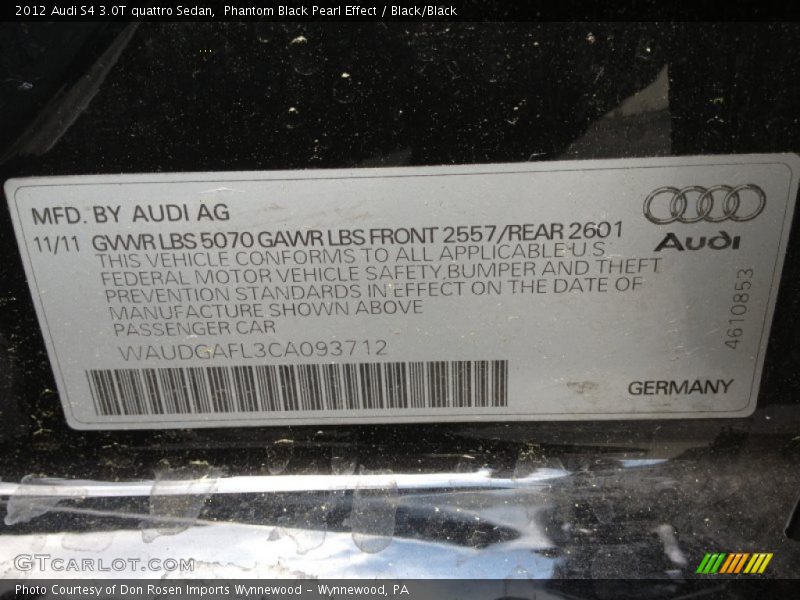 2012 Audi S4 3.0T quattro Sedan, Phantom Black Pearl Effect / Black/Black
MFD. BY AUDI AG
11/11 GVWR LBS 5070 GAWR LBS FRONT 2557/REAR 2601
THIS VEHICLE CONFORMS TO ALL APPLICABLE U.S.
FEDERAL MOTOR VEHICLE SAFETY, BUMPER AND THEFT
PREVENTION STANDARDS IN EFFECT ON THE DATE OF
MANUFACTURE SHOWN ABOVE
PASSENGER CAR
WAUDGAFL3CA093712
Audi
4610853
GERMANY
GTCARLOT.COM
Photo Courtesy of Don Rosen Imports Wynnewood – Wynnewood, PA